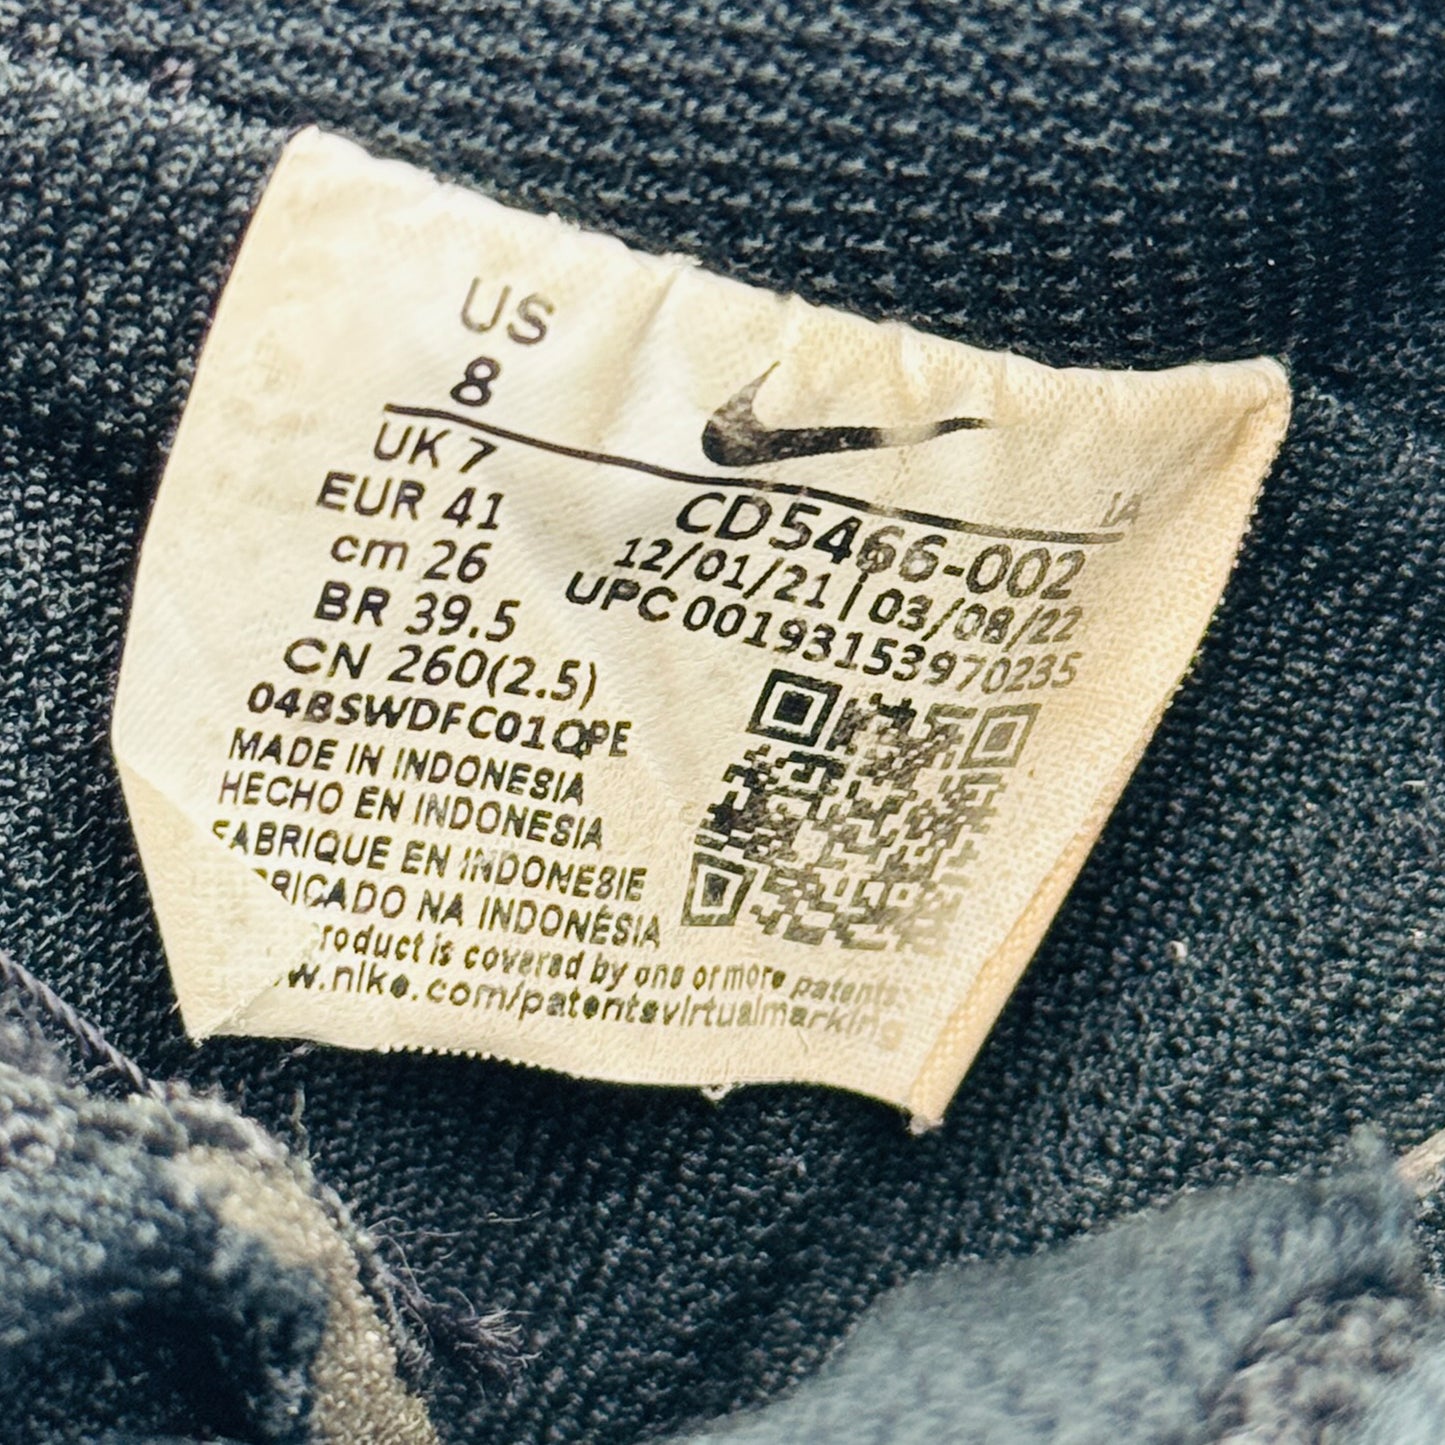 US
8
UK 7
EUR 41
cm 26
BR 39.5
CN 260(2.5)
04BSWDFC01QPE
MADE IN INDONESIA
HECHO EN INDONESIA
FABRIQUE EN INDONESIE
RICADO NA INDONÉSIA
roduct is covered by one or more patents
w.nike.com/patentsvirtualmarking
IA
CD5466-002
12/01/21 | 03/08/22
UPC 00193153970235